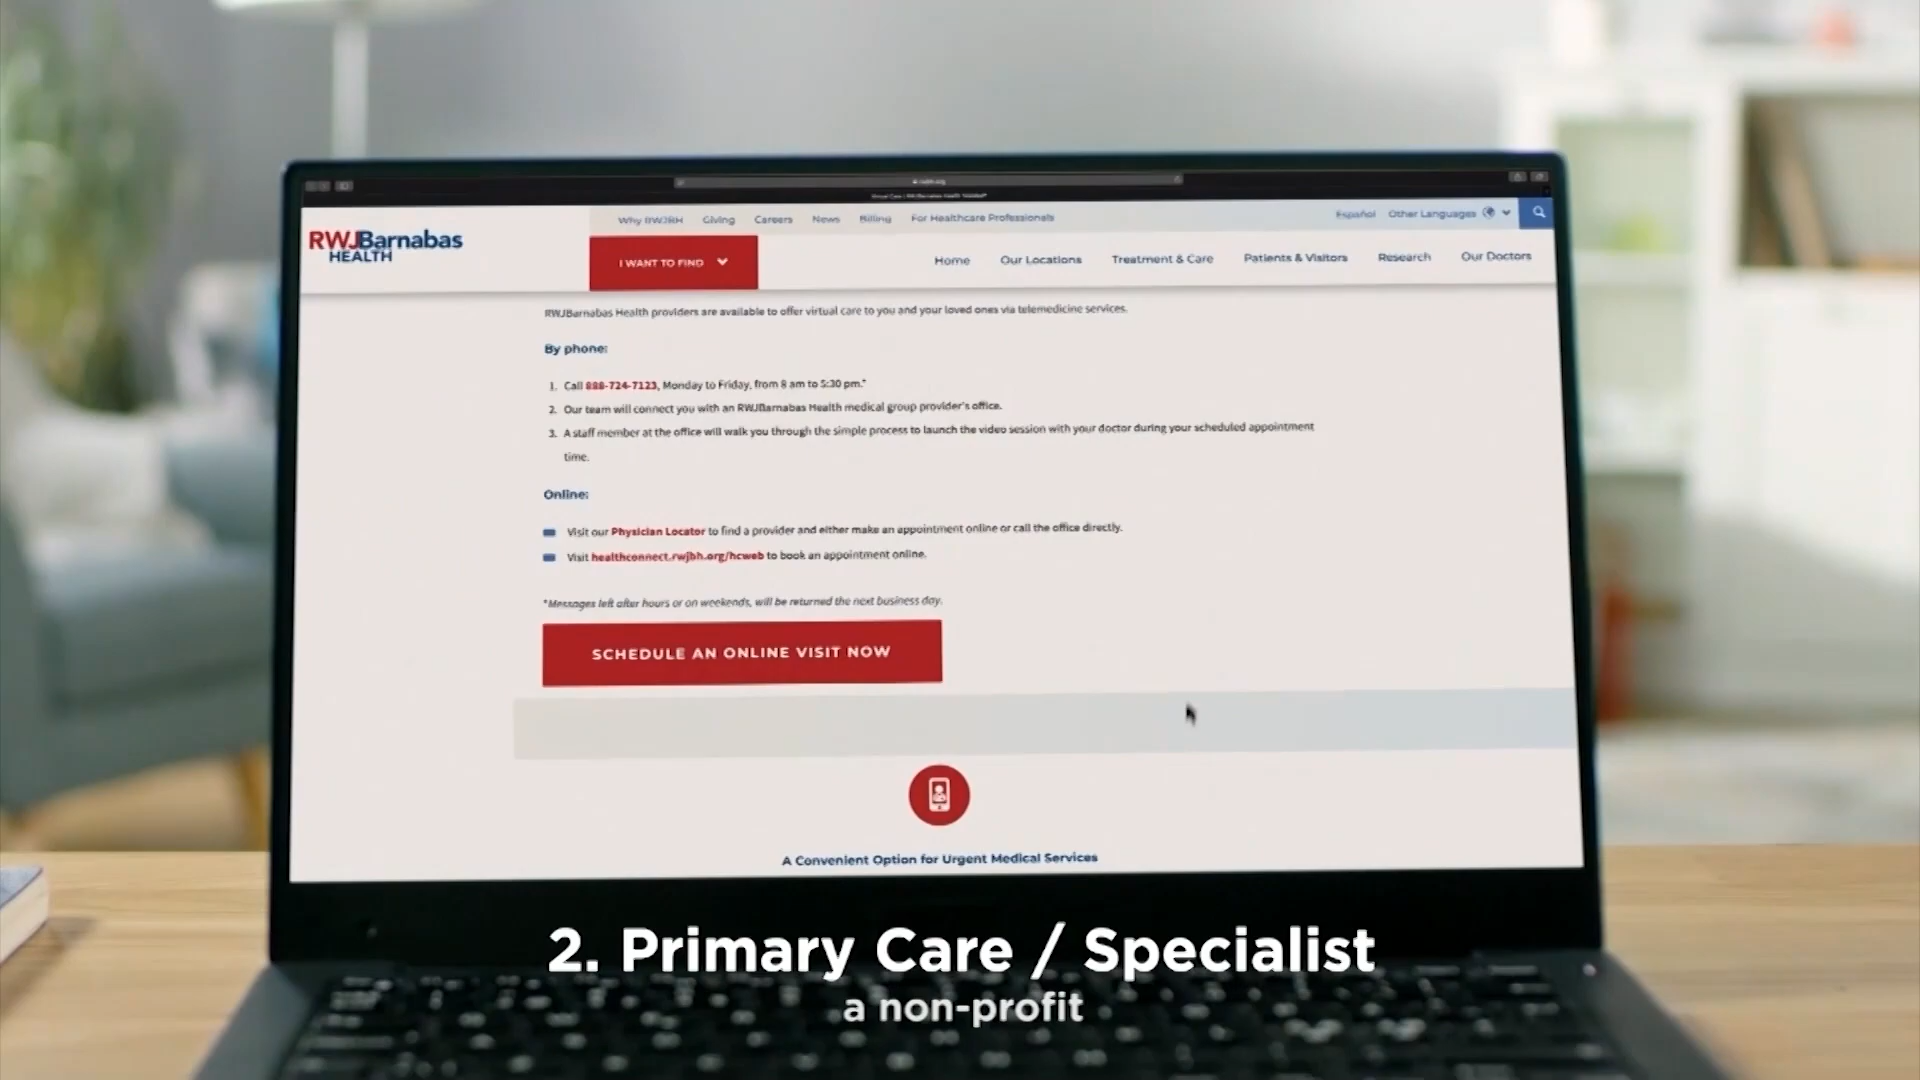 RWJBarnabas
HEALTH
Why RWJBH Giving Careers News Billing For Healthcare Professionals
Español Other Languages
I WANT TO FIND
Home Our Locations Treatment & Care Patients & Visitors Research Our Doctors
RWJBarnabas Health providers are available to offer virtual care to you and your loved ones via telemedicine services.
By phone:
1. Call 888-724-7123, Monday to Friday, from 8 am to 5:30 pm.*
2. Our team will connect you with an RWJBarnabas Health medical group provider's office.
3. A staff member at the office will walk you through the simple process to launch the video session with your doctor during your scheduled appointment
time.
Online:
Visit our Physician Locator to find a provider and either make an appointment online or call the office directly.
Visit healthconnect.rwjbh.org/hcweb to book an appointment online.
*Messages left after hours or on weekends, will be returned the next business day.
SCHEDULE AN ONLINE VISIT NOW
A Convenient Option for Urgent Medical Services
2. Primary Care / Specialist
a non-profit